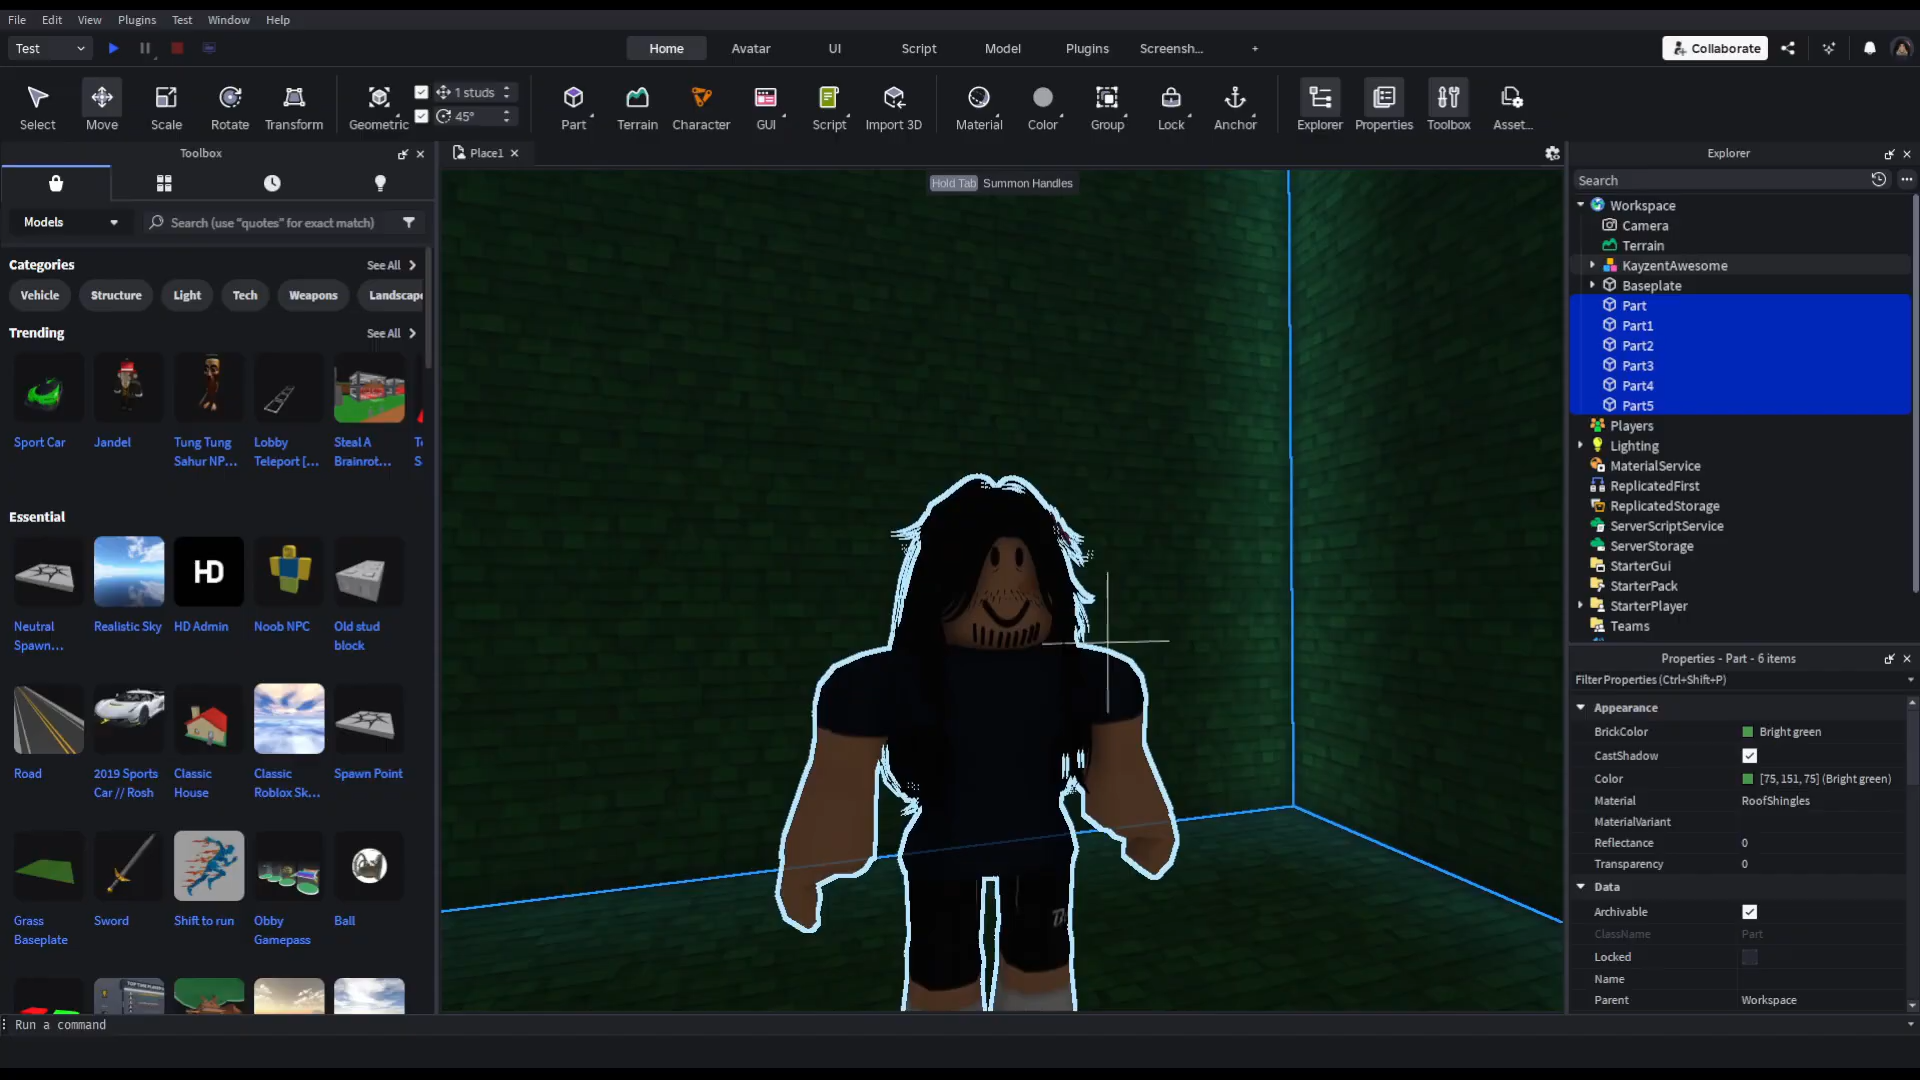 File Edit View Plugins Test Window Help
Test
Home Avatar UI Script Model Plugins Screensh... +
Collaborate
Select Move Scale Rotate Transform Geometric 1 studs 45° Part Terrain Character GUI Script Import 3D Material Color Group Lock Anchor Explorer Properties Toolbox Asset...
Toolbox
Place1
Hold Tab Summon Handles
Models
Search (use "quotes" for exact match)
Categories See All
Vehicle Structure Light Tech Weapons Landscape
Trending See All
Sport Car
Jandel
Tung Tung
Sahur NP...
Lobby
Teleport [...
Steal A
Brainrot...
Essential
HD
Neutral
Spawn...
Realistic Sky
HD Admin
Noob NPC
Old stud
block
Road
2019 Sports
Car // Rosh
Classic
House
Classic
Roblox Sk...
Spawn Point
Grass
Baseplate
Sword
Shift to run
Obby
Gamepass
Ball
Run a command
Explorer
Search
Workspace
Camera
Terrain
KayzentAwesome
Baseplate
Part
Part1
Part2
Part3
Part4
Part5
Players
Lighting
MaterialService
ReplicatedFirst
ReplicatedStorage
ServerScriptService
ServerStorage
StarterGui
StarterPack
StarterPlayer
Teams
Properties - Part - 6 items
Filter Properties (Ctrl+Shift+P)
Appearance
BrickColor Bright green
CastShadow
Color [75, 151, 75] (Bright green)
Material RoofShingles
MaterialVariant
Reflectance 0
Transparency 0
Data
Archivable
ClassName Part
Locked
Name
Parent Workspace